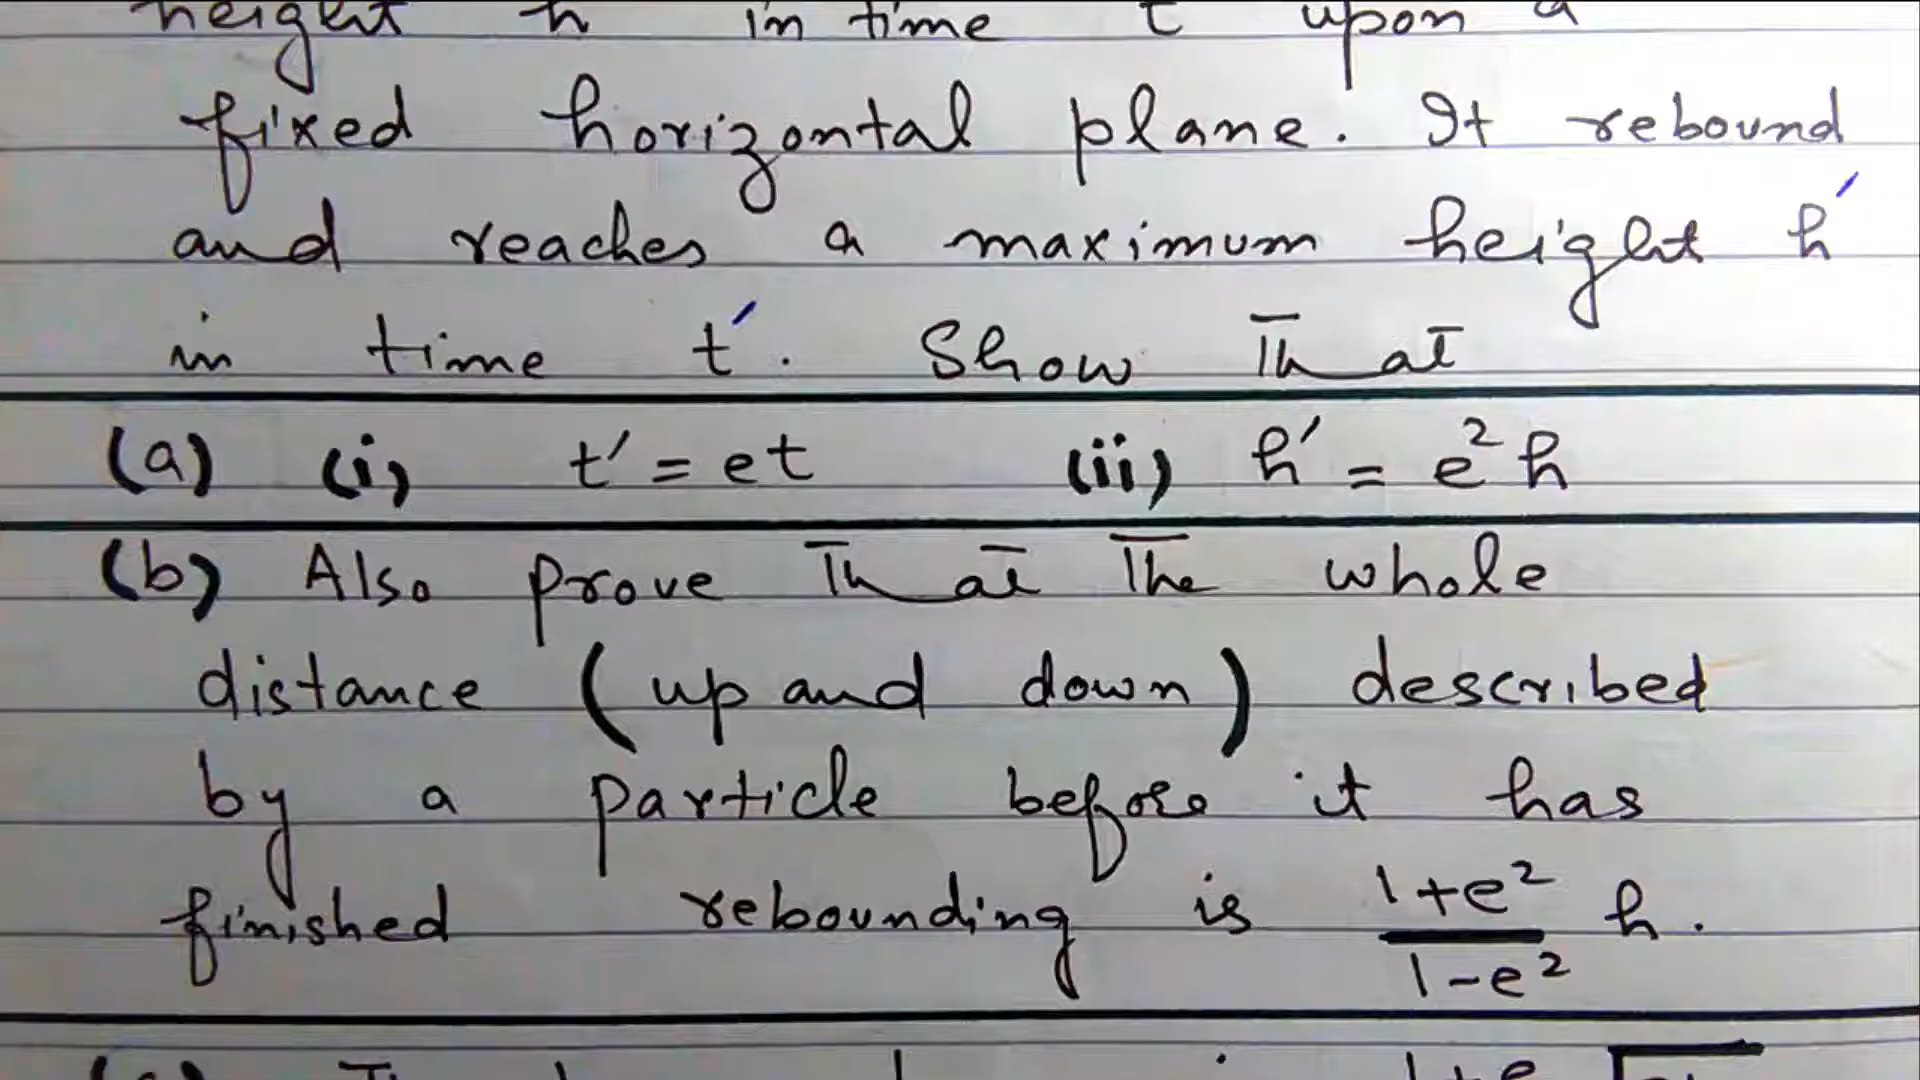 height h in time t upon a
fixed horizontal plane. It rebound
and reaches a maximum height h'
in time t'. Show that
(a) (i) t' = et (ii) h' = e²h
(b) Also prove that the whole
distance (up and down) described
by a particle before it has
finished rebounding is \frac{1+e²}{1-e²} h.